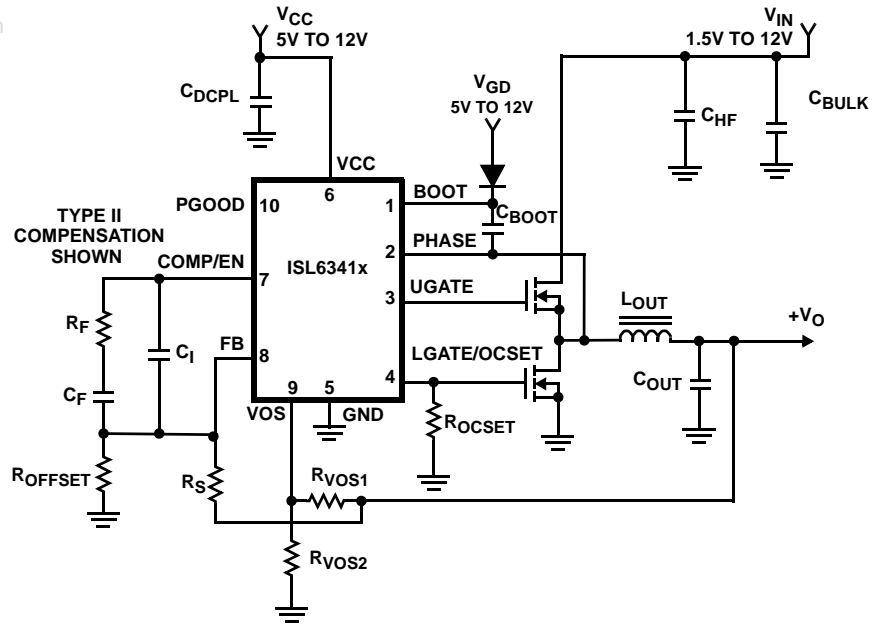 VCC
5V TO 12V
VIN
1.5V TO 12V
CDCPL
VGD
5V TO 12V
CHF
CBULK
VCC
6
PGOOD
10
BOOT
1
CBOOT
TYPE II
COMPENSATION
SHOWN
PHASE
2
COMP/EN
7
ISL6341x
UGATE
3
LOUT
+VO
RF
CI
FB
8
LGATE/OCSET
4
COUT
CF
9
5
VOS
GND
ROCSET
ROFFSET
RS
RVOS1
RVOS2